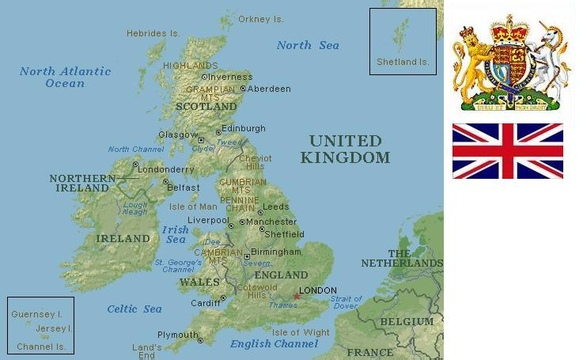 Orkney Is.
Hebrides Is.
North Sea
Shetland Is.
North Atlantic
Ocean
HIGHLANDS
Inverness
GRAMPIAN
MTS.
Aberdeen
SCOTLAND
Edinburgh
Glasgow
Clyde
Tweed
UNITED
KINGDOM
North Channel
Cheviot
Hills
Londonderry
NORTHERN
IRELAND
Belfast
CUMBRIAN
MTS.
PENNINE
CHAIN
Lough
Neagh
Isle of Man
Leeds
Liverpool
Manchester
Sheffield
Irish
Sea
IRELAND
Dee
CAMBRIAN
MTS.
Birmingham
St. George's
Channel
Severn
ENGLAND
THE
NETHERLANDS
WALES
Cotswold
Hills
LONDON
Thames
Strait of
Dover
Cardiff
Celtic Sea
Guernsey I.
Jersey I.
Channel Is.
BELGIUM
Plymouth
Isle of Wight
English Channel
Land's
End
FRANCE